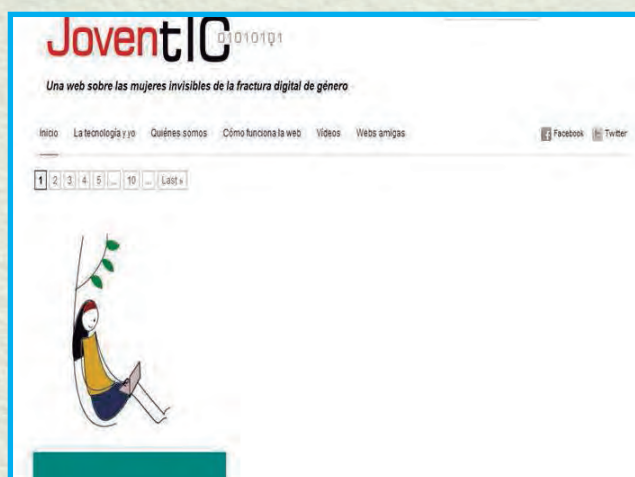 JoventIC 01010101
Una web sobre las mujeres invisibles de la fractura digital de género
Inicio La tecnología y yo Quiénes somos Cómo funciona la web Vídeos Webs amigas Facebook Twitter
1 2 3 4 5 ... 10 ... Last »